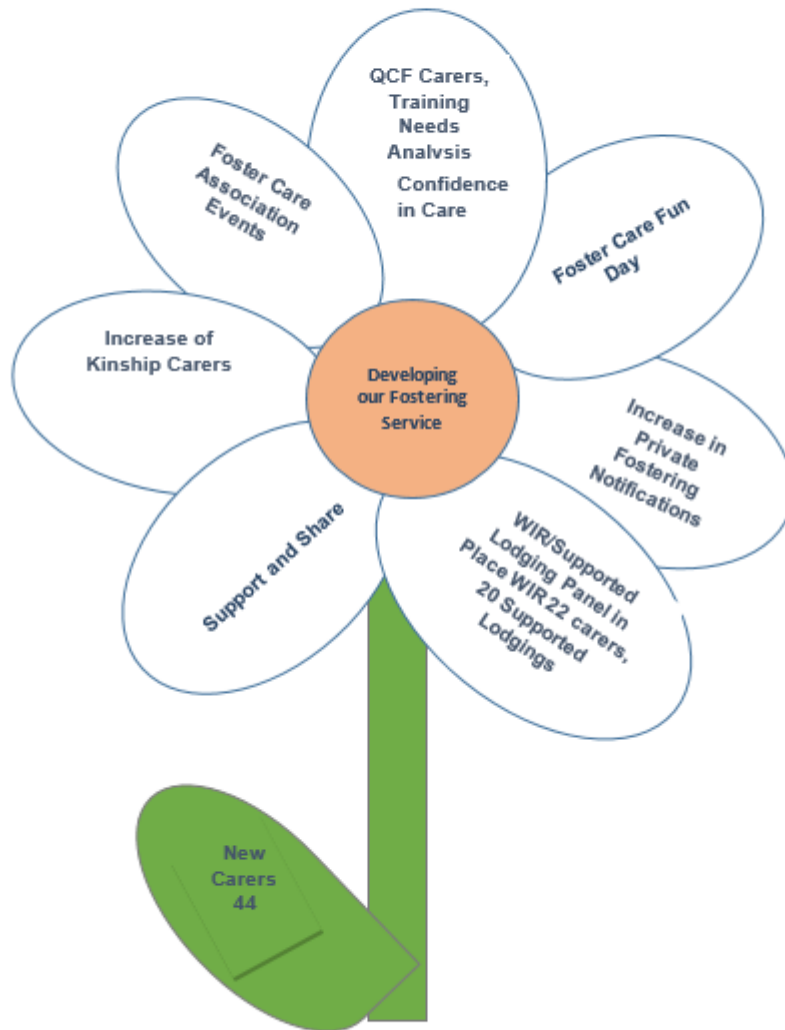 QCF Carers,
Training
Needs
Analysis
Confidence
in Care
Foster Care
Association
Events
Foster Care Fun
Day
Increase of
Kinship Carers
Developing
our Fostering
Service
Increase in
Private
Fostering
Notifications
Support and Share
WIR/Supported
Lodging Panel in
Place WIR 22 carers,
20 Supported
Lodgings
New
Carers
44